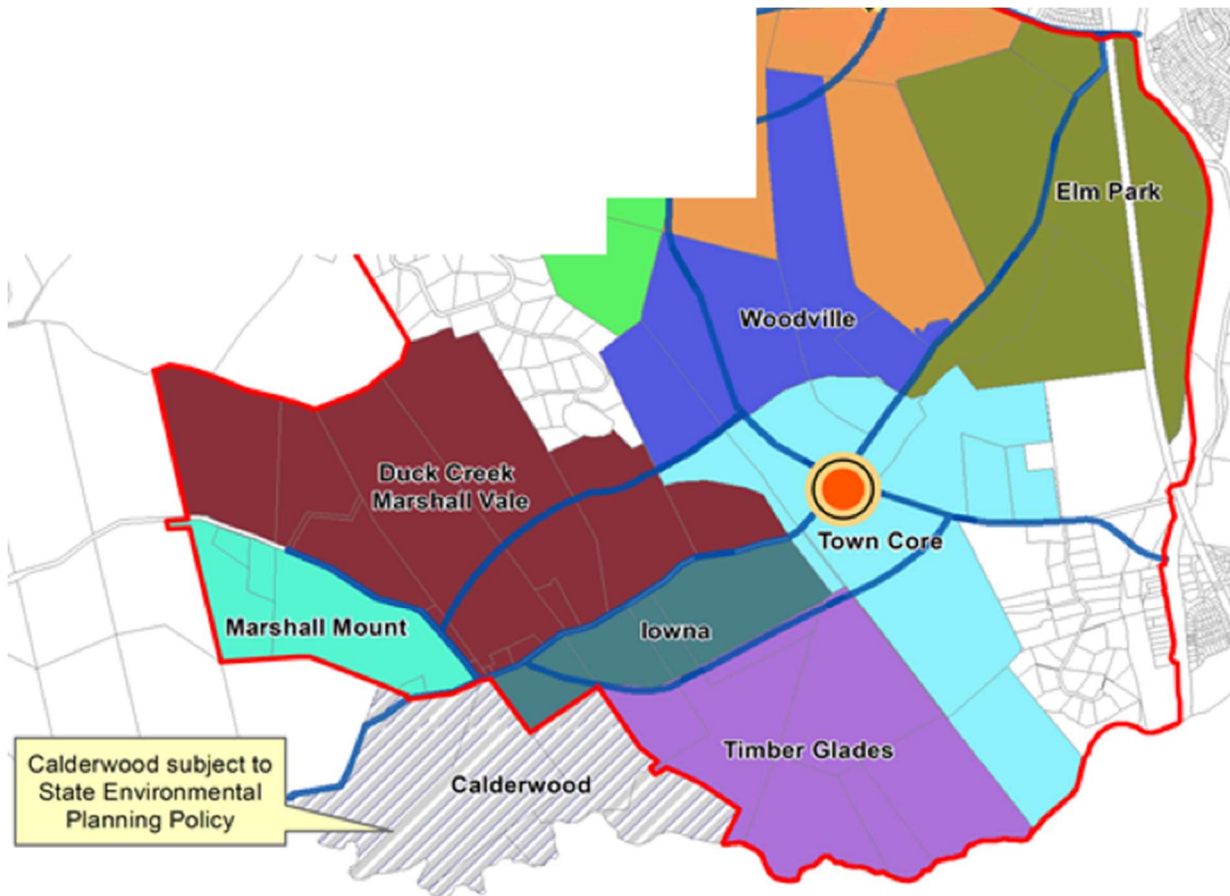 Elm Park
Woodville
Duck Creek
Marshall Vale
Town Core
Marshall Mount
Iowna
Timber Glades
Calderwood subject to
State Environmental
Planning Policy
Calderwood